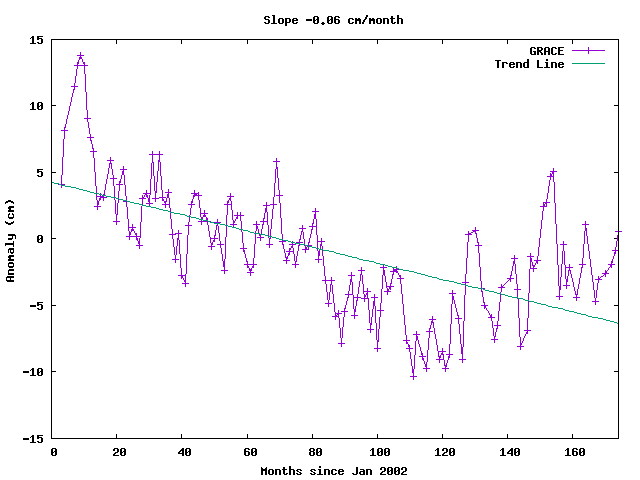 Slope -0.06 cm/month
GRACE
Trend Line
15
10
5
0
-5
-10
-15
Anomaly (cm)
0 20 40 60 80 100 120 140 160
Months since Jan 2002